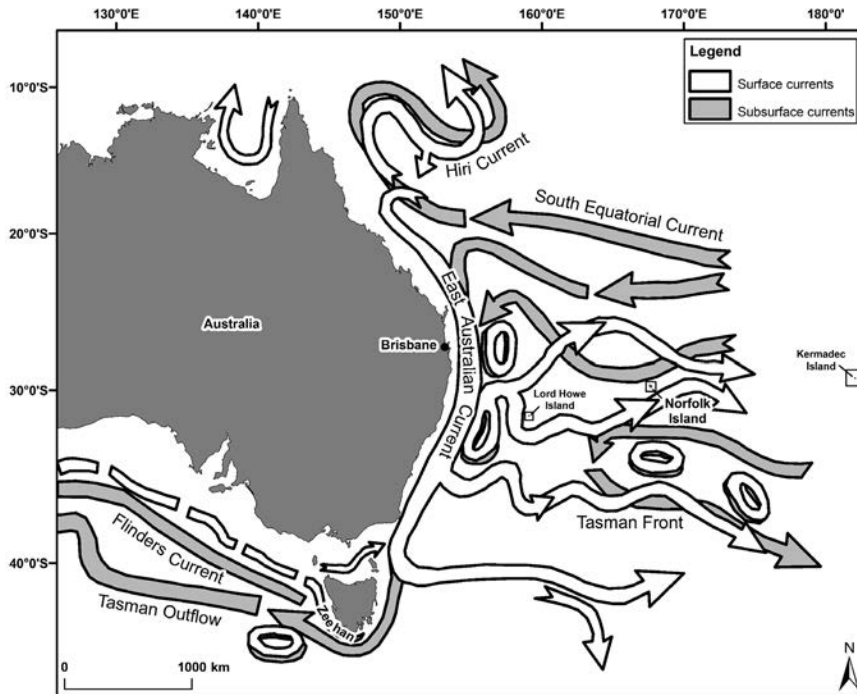 130°0'E
140°0'E
150°0'E
160°0'E
170°0'E
180°0'
Legend
Surface currents
Subsurface currents
10°0'S
20°0'S
30°0'S
40°0'S
Hiri Current
South Equatorial Current
East Australian Current
Australia
Brisbane
Kermadec
Island
Lord Howe
Island
Norfolk
Island
Tasman Front
Flinders Current
Tasman Outflow
Zeehan
N
0
1000 km